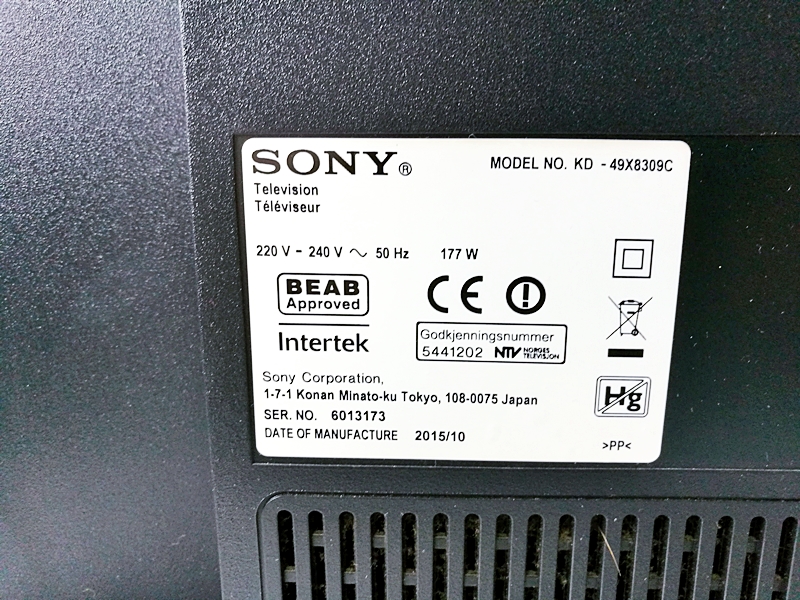 SONY® MODEL NO. KD - 49X8309C
Television
Téléviseur
220 V - 240 V ~ 50 Hz 177 W
BEAB
Approved
CE
Intertek
Godkjenningsnummer
5441202 NTV NORGES TELEVISJON
Hg
Sony Corporation,
1-7-1 Konan Minato-ku Tokyo, 108-0075 Japan
SER. NO. 6013173
DATE OF MANUFACTURE 2015/10
>PP<